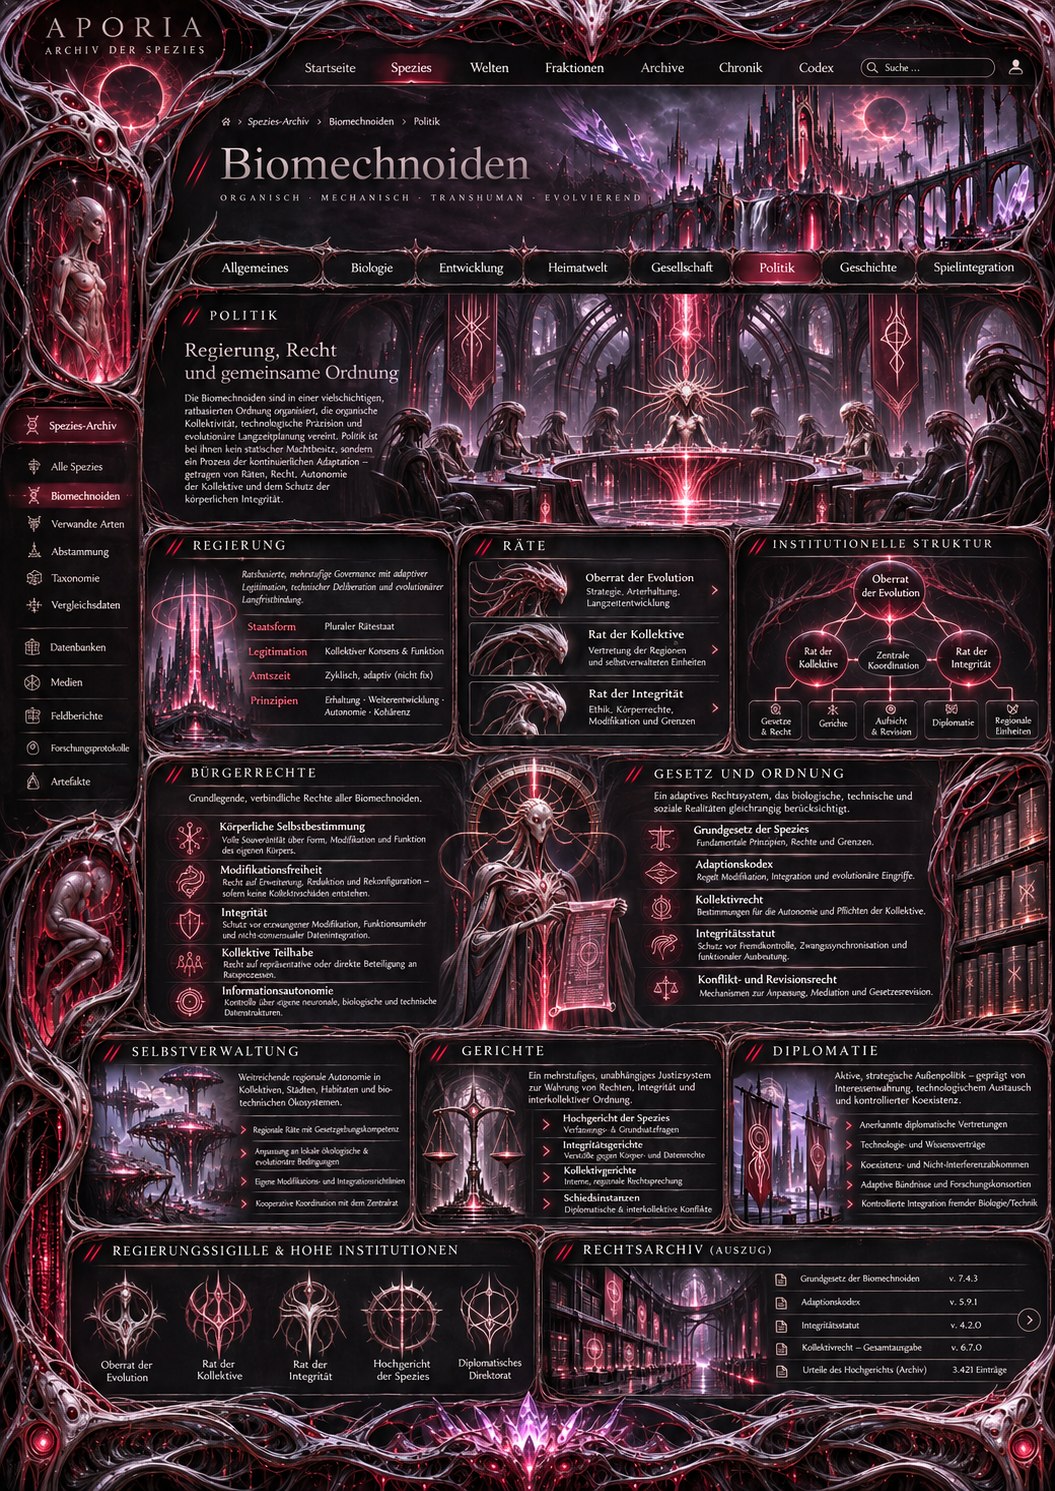 APORIA
ARCHIV DER SPEZIES
Startseite
Spezies
Welten
Fraktionen
Archive
Chronik
Codex
Suche ...
> Spezies-Archiv > Biomechnoiden > Politik
Biomechnoiden
ORGANISCH · MECHANISCH · TRANSHUMAN · EVOLVIEREND
Allgemeines
Biologie
Entwicklung
Heimatwelt
Gesellschaft
Politik
Geschichte
Spielintegration
Spezies-Archiv
Alle Spezies
Biomechnoiden
Verwandte Arten
Abstammung
Taxonomie
Vergleichsdaten
Datenbanken
Medien
Feldberichte
Forschungsprotokolle
Artefakte
// POLITIK
Regierung, Recht
und gemeinsame Ordnung
Die Biomechnoiden sind in einer vielschichtigen,
ratbasierten Ordnung organisiert, die organische
Kollektivität, technologische Präzision und
evolutionäre Langzeitplanung vereint. Politik ist
bei ihnen kein statischer Machtbesitz, sondern
ein Prozess der kontinuierlichen Adaptation –
getragen von Räten, Recht, Autonomie
der Kollektive und dem Schutz der
körperlichen Integrität.
// REGIERUNG
Ratsbasierte, mehrstufige Governance mit adaptiver
Legitimation, technischer Deliberation und evolutionärer
Langfristbindung.
Staatsform Pluraler Rätestaat
Legitimation Kollektiver Konsens & Funktion
Amtszeit Zyklisch, adaptiv (nicht fix)
Prinzipien Erhaltung · Weiterentwicklung ·
Autonomie · Kohärenz
// RÄTE
Oberrat der Evolution
Strategie, Arterhaltung,
Langzeitentwicklung
Rat der Kollektive
Vertretung der Regionen
und selbstverwalteten Einheiten
Rat der Integrität
Ethik, Körperrechte,
Modifikation und Grenzen
// INSTITUTIONELLE STRUKTUR
Oberrat
der Evolution
Rat der
Kollektive
Zentrale
Koordination
Rat der
Integrität
Gesetze
& Recht
Gerichte
Aufsicht
& Revision
Diplomatie
Regionale
Einheiten
// BÜRGERRECHTE
Grundlegende, verbindliche Rechte aller Biomechnoiden.
Körperliche Selbstbestimmung
Volle Souveränität über Form, Modifikation und Funktion
des eigenen Körpers.
Modifikationsfreiheit
Recht auf Erweiterung, Reduktion und Rekonfiguration –
sofern keine Kollektivschäden entstehen.
Integrität
Schutz vor erzwungener Modifikation, Funktionsumkehr
und nicht-consensualer Datenintegration.
Kollektive Teilhabe
Recht auf repräsentative oder direkte Beteiligung an
Ratsprozessen.
Informationsautonomie
Kontrolle über eigene neuronale, biologische und technische
Datenstrukturen.
// GESETZ UND ORDNUNG
Ein adaptives Rechtssystem, das biologische, technische und
soziale Realitäten gleichrangig berücksichtigt.
Grundgesetz der Spezies
Fundamentale Prinzipien, Rechte und Grenzen.
Adaptionskodex
Regelt Modifikation, Integration und evolutionäre Eingriffe.
Kollektivrecht
Bestimmungen für die Autonomie und Pflichten der Kollektive.
Integritätsstatut
Schutz vor Fremdkontrolle, Zwangssynchronisation und
funktionaler Ausbeutung.
Konflikt- und Revisionsrecht
Mechanismen zur Anpassung, Mediation und Gesetzesrevision.
// SELBSTVERWALTUNG
Weitreichende regionale Autonomie in
Kollektiven, Städten, Habitaten und bio-
technischen Ökosystemen.
Regionale Räte mit Gesetzgebungskompetenz
Anpassung an lokale ökologische &
evolutionäre Bedingungen
Eigene Modifikations- und Integrationsrichtlinien
Kooperative Koordination mit dem Zentralrat
// GERICHTE
Ein mehrstufiges, unabhängiges Justizsystem
zur Wahrung von Rechten, Integrität und
interkollektiver Ordnung.
Hochgericht der Spezies
Verfassungs- & Grundsatzfragen
Integritätsgerichte
Verstöße gegen Körper- und Datenrechte
Kollektivgerichte
Interne, regionale Rechtsprechung
Schiedsinstanzen
Diplomatische & interkollektive Konflikte
// DIPLOMATIE
Aktive, strategische Außenpolitik – geprägt von
Interessenwahrung, technologischem Austausch
und kontrollierter Koexistenz.
Anerkannte diplomatische Vertretungen
Technologie- und Wissensverträge
Koexistenz- und Nicht-Interferenzabkommen
Adaptive Bündnisse und Forschungskonsortien
Kontrollierte Integration fremder Biologie/Technik
// REGIERUNGSSIGILLE & HOHE INSTITUTIONEN
Oberrat der
Evolution
Rat der
Kollektive
Rat der
Integrität
Hochgericht
der Spezies
Diplomatisches
Direktorat
// RECHTSARCHIV (AUSZUG)
Grundgesetz der Biomechnoiden v. 7.4.3
Adaptionskodex v. 5.9.1
Integritätsstatut v. 4.2.0
Kollektivrecht – Gesamtausgabe v. 6.7.0
Urteile des Hochgerichts (Archiv) 3.421 Einträge